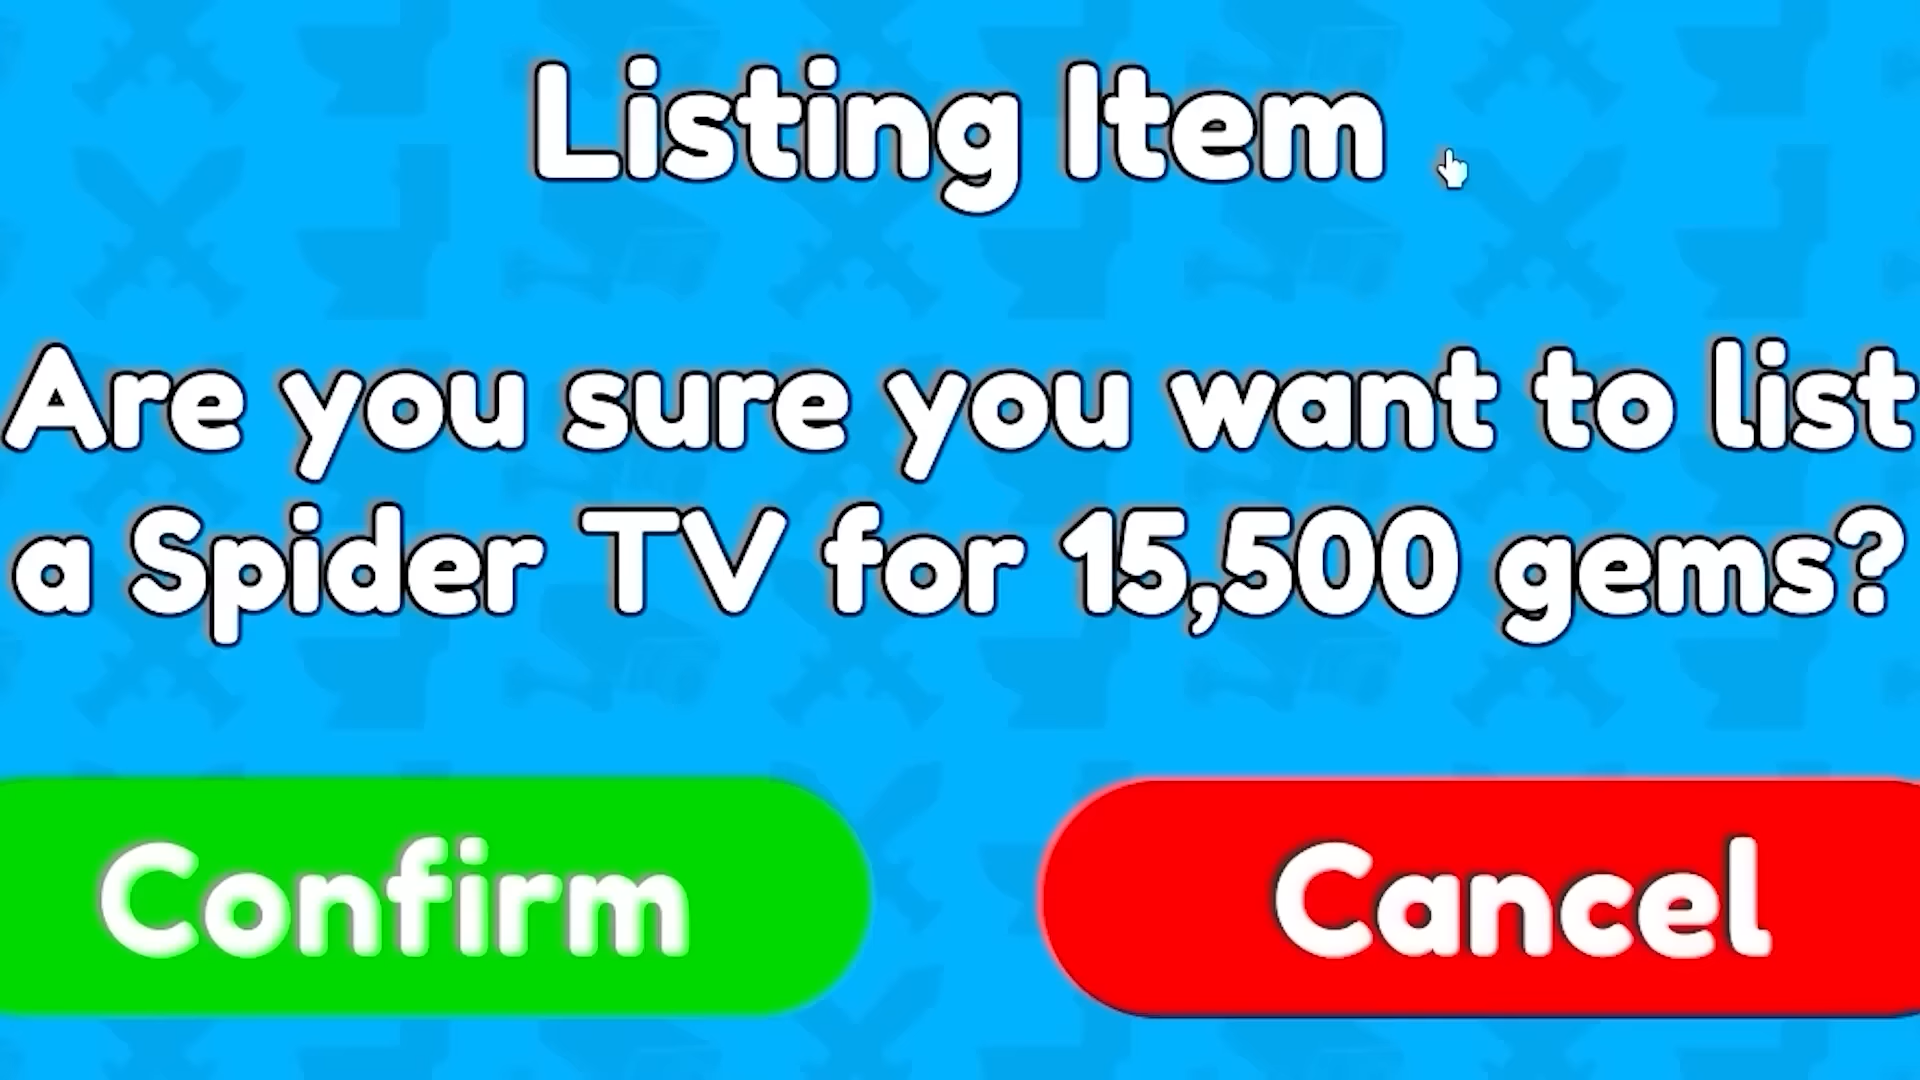 Listing Item
Are you sure you want to list
a Spider TV for 15,500 gems?
Confirm
Cancel